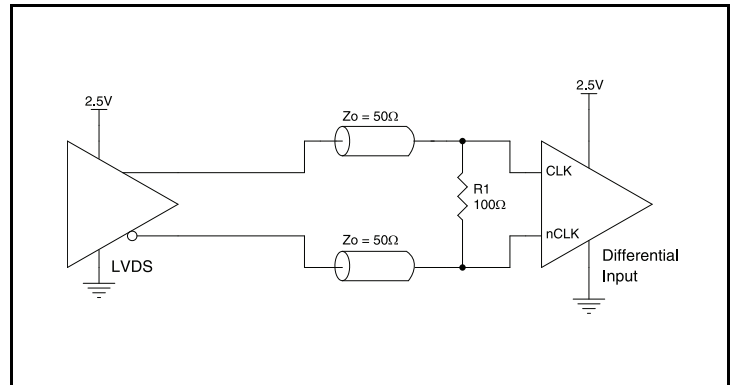 2.5V
2.5V
Zo = 50Ω
CLK
R1
100Ω
nCLK
Zo = 50Ω
LVDS
Differential
Input